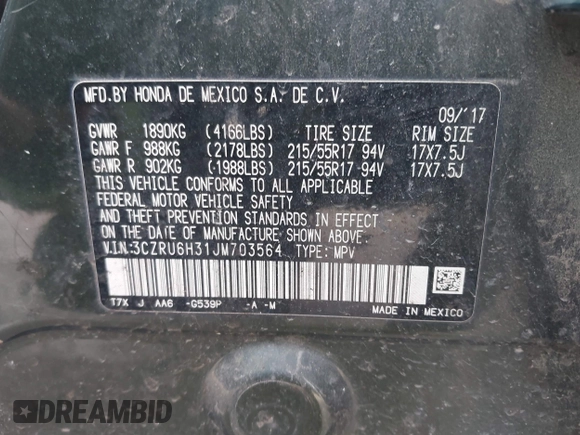 MFD.BY HONDA DE MEXICO S.A. DE C.V.
09/'17
GVWR 1890KG (4166LBS) TIRE SIZE RIM SIZE
GAWR F 988KG (2178LBS) 215/55R17 94V 17X7.5J
GAWR R 902KG (1988LBS) 215/55R17 94V 17X7.5J
THIS VEHICLE CONFORMS TO ALL APPLICABLE
FEDERAL MOTOR VEHICLE SAFETY
AND THEFT PREVENTION STANDARDS IN EFFECT
ON THE DATE OF MANUFACTURE SHOWN ABOVE.
V.I.N:3CZRU6H31JM703564 TYPE: MPV
T7X J AA6 -G539P -A -M MADE IN MEXICO
DREAMBID